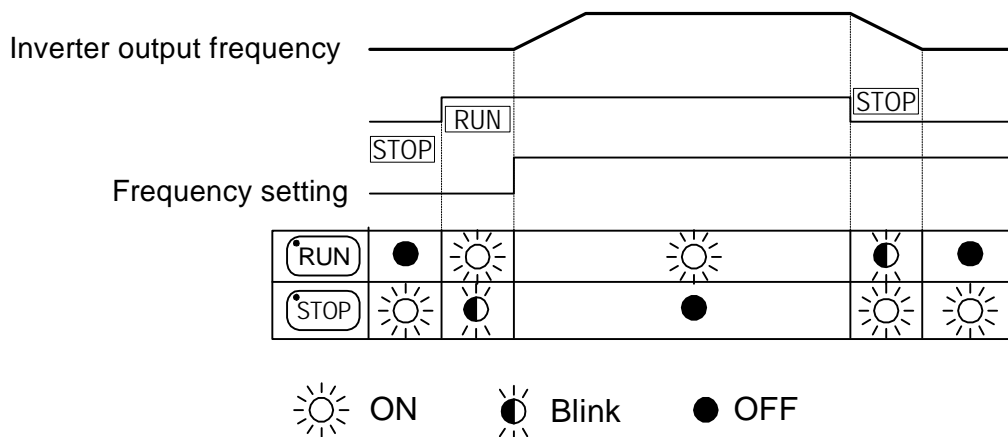 Inverter output frequency
STOP
RUN
STOP
Frequency setting
RUN
STOP
ON
Blink
OFF